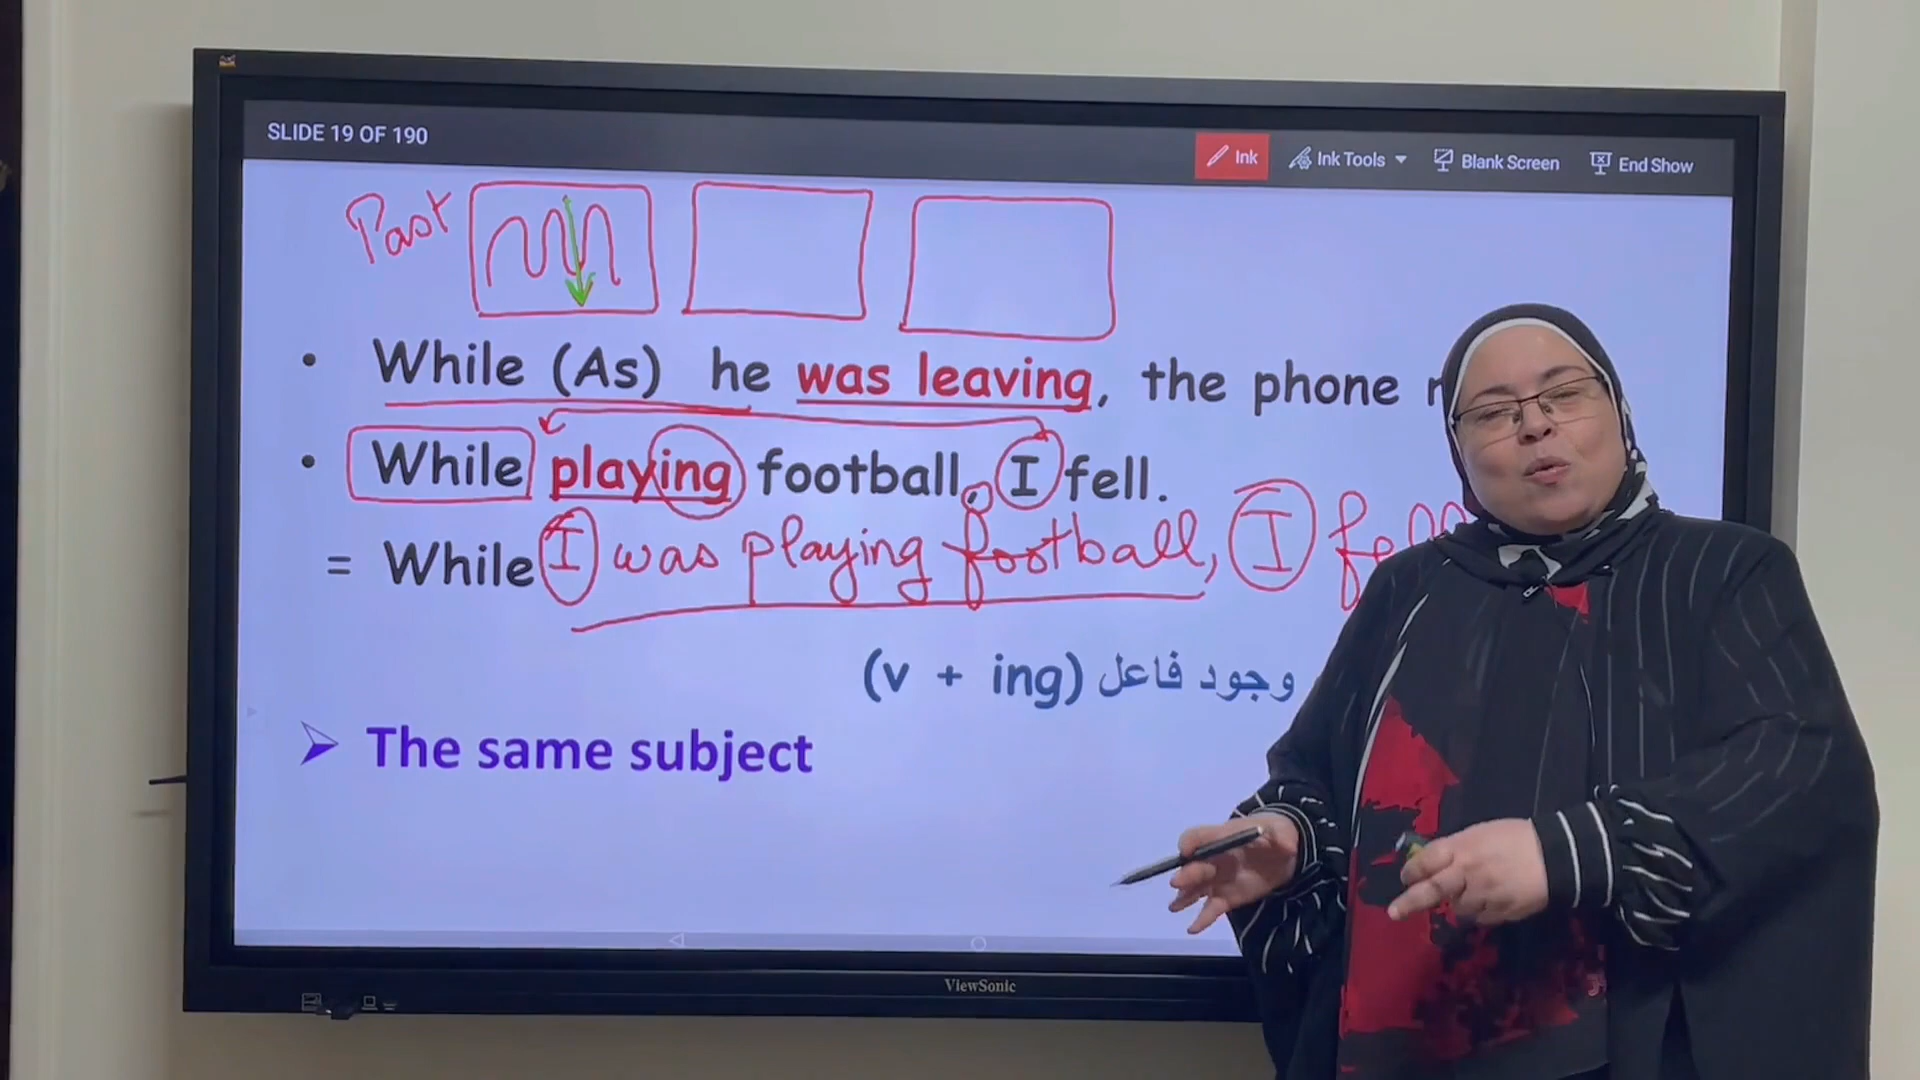 SLIDE 19 OF 190
Ink
Ink Tools
Blank Screen
End Show
Past
• While (As) he was leaving, the phone
• While playing football, I fell.
= While I was playing football, I fell
وجود فاعل (v + ing)
➢ The same subject
ViewSonic